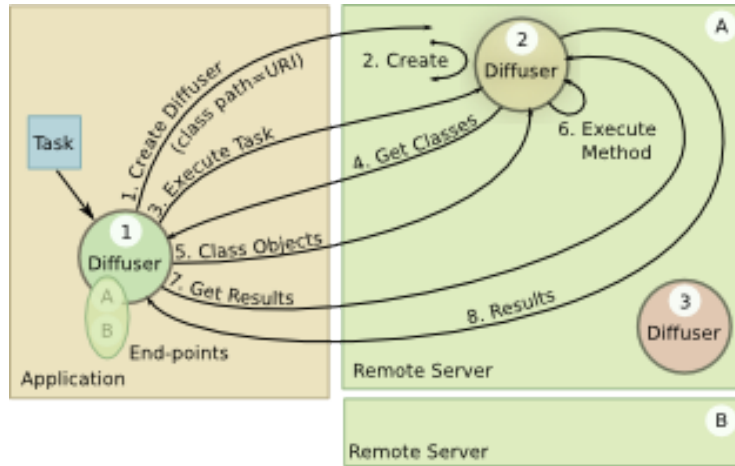 A
2
Diffuser
2. Create
1. Create Diffuser
(class path=URI)
3. Execute Task
4. Get Classes
6. Execute
Method
Task
1
Diffuser
5. Class Objects
7. Get Results
8. Results
A
B
End-points
3
Diffuser
Application
Remote Server
B
Remote Server